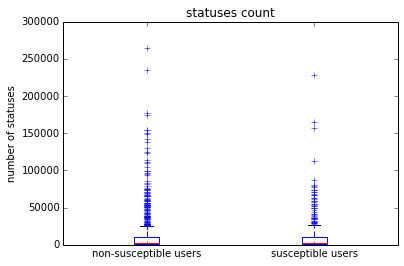 statuses count
300000
250000
200000
150000
100000
50000
0
number of statuses
non-susceptible users
susceptible users